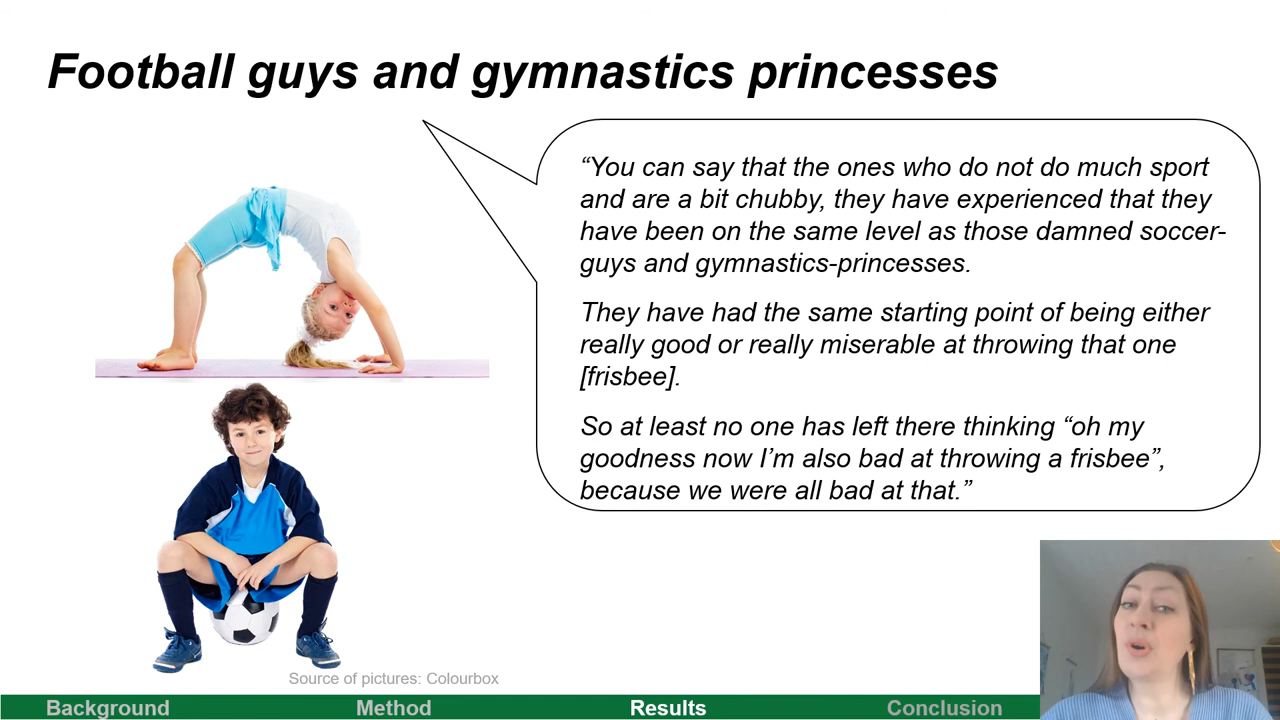 Football guys and gymnastics princesses
“You can say that the ones who do not do much sport
and are a bit chubby, they have experienced that they
have been on the same level as those damned soccer-
guys and gymnastics-princesses.
They have had the same starting point of being either
really good or really miserable at throwing that one
[frisbee].
So at least no one has left there thinking “oh my
goodness now I’m also bad at throwing a frisbee”,
because we were all bad at that.”
Source of pictures: Colourbox
Background Method Results Conclusion